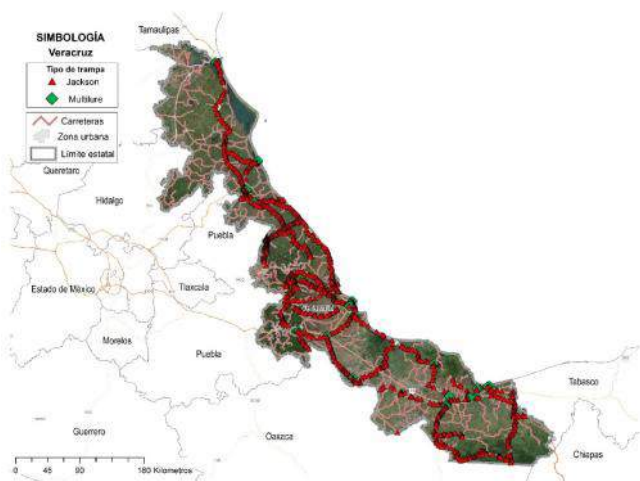 Tamaulipas
SIMBOLOGÍA
Veracruz
Tipo de trampa
Jackson
Multilure
Carreteras
Zona urbana
Límite estatal
Queretaro
Hidalgo
Puebla
Estado de México
Tlaxcala
Morelos
Puebla
Tabasco
Guerrero
Oaxaca
Chiapas
0 45 90 180 Kilometros